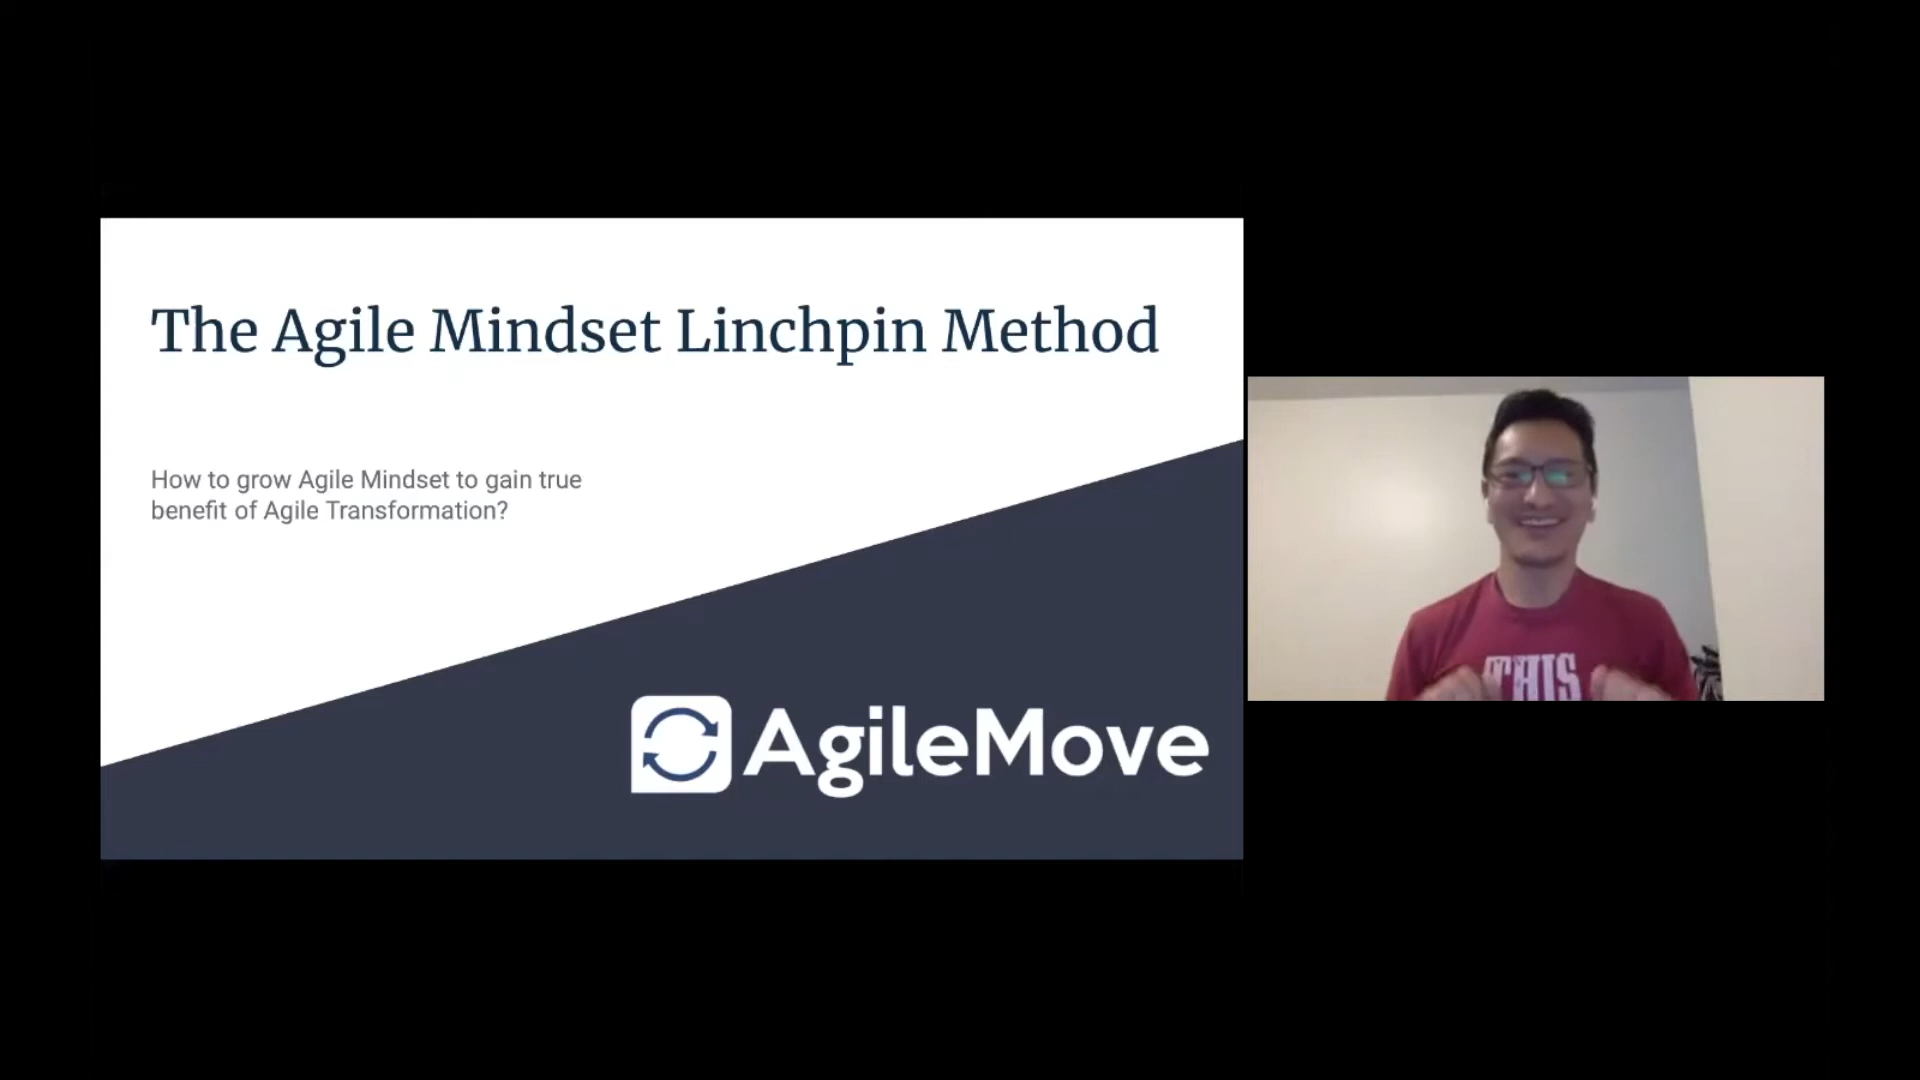 The Agile Mindset Linchpin Method
How to grow Agile Mindset to gain true
benefit of Agile Transformation?
AgileMove
THIS